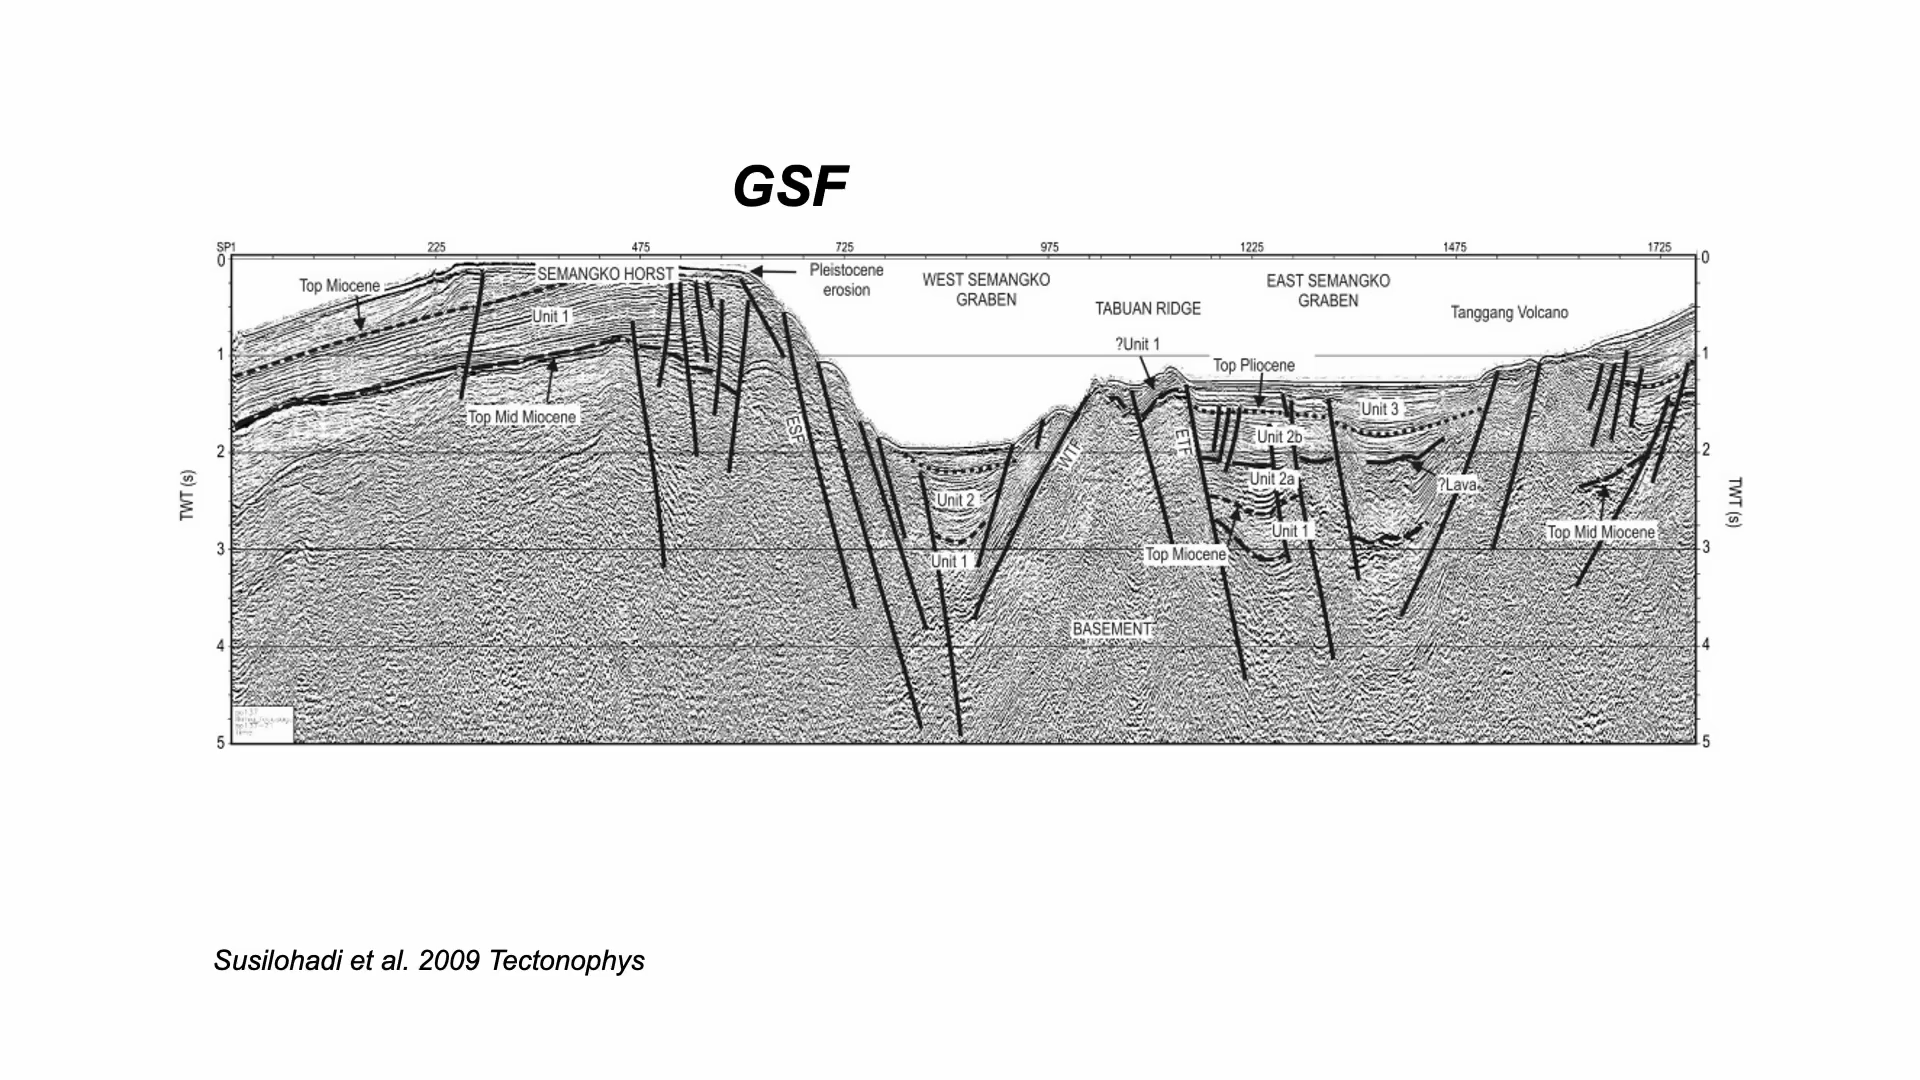 GSF
SP1 225 475 725 975 1225 1475 1725
0 0
SEMANGKO HORST
Pleistocene
erosion
WEST SEMANGKO
GRABEN
EAST SEMANGKO
GRABEN
Top Miocene
TABUAN RIDGE
Tanggang Volcano
Unit 1
?Unit 1
1 1
Top Pliocene
Top Mid Miocene
Unit 3
ESF
ETF
Unit 2b
2 2
WTF
Unit 2a
?Lava
TWT (s)
TWT (s)
Unit 2
Unit 1
Top Mid Miocene
3 3
Top Miocene
Unit 1
BASEMENT
4 4
5 5
Susilohadi et al. 2009 Tectonophys